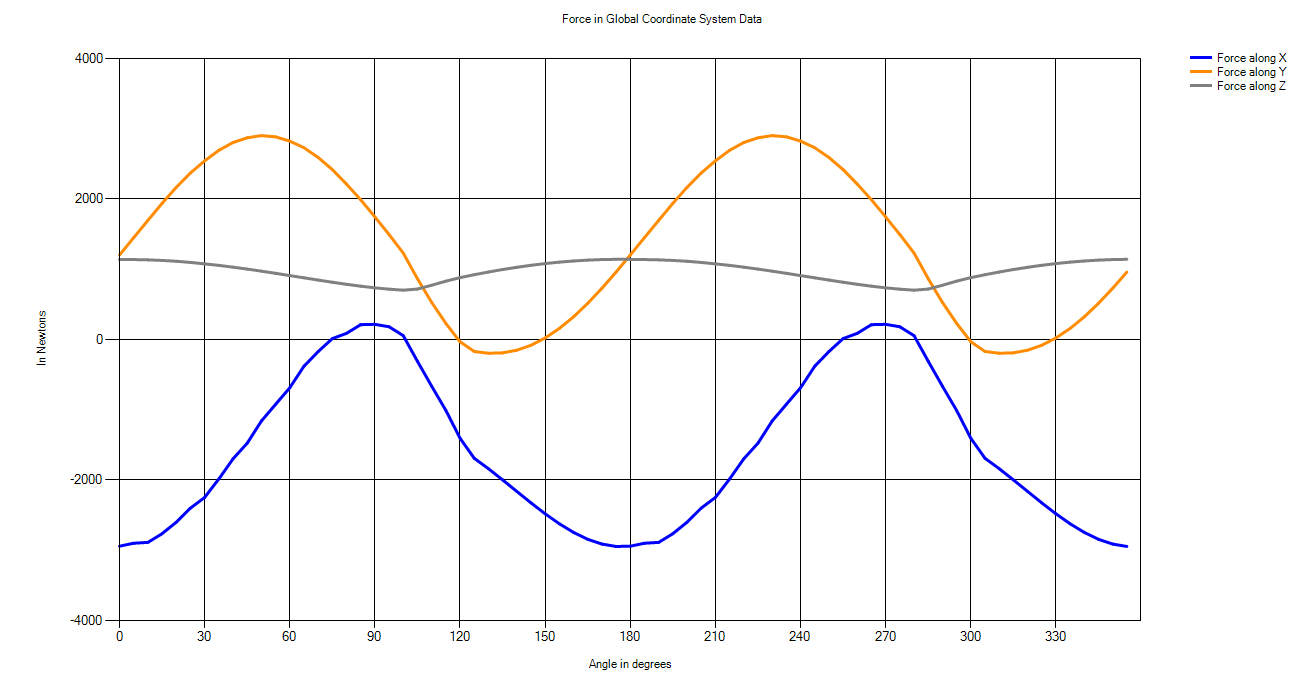 Force in Global Coordinate System Data
4000
2000
0
-2000
-4000
In Newtons
0 30 60 90 120 150 180 210 240 270 300 330
Angle in degrees
Force along X
Force along Y
Force along Z